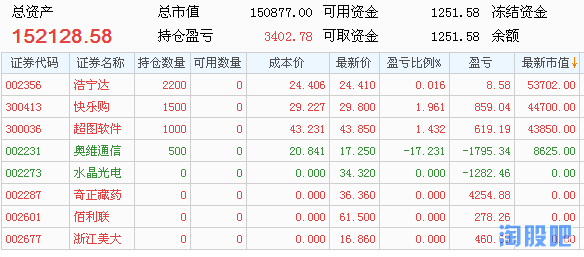 总资产 总市值 150877.00 可用资金 1251.58 冻结资金
152128.58 持仓盈亏 3402.78 可取资金 1251.58 余额
证券代码 证券名称 持仓数量 可用数量 成本价 最新价 盈亏比例% 盈亏 最新市值↓
002356 浩宁达 2200 0 24.406 24.410 0.016 8.58 53702.00
300413 快乐购 1500 0 29.227 29.800 1.961 859.04 44700.00
300036 超图软件 1000 0 43.231 43.850 1.432 619.19 43850.00
002231 奥维通信 500 0 20.841 17.250 -17.231 -1795.34 8625.00
002273 水晶光电 0 0 0.000 34.320 0.000 -1282.46 0.00
002287 奇正藏药 0 0 0.000 36.360 0.000 4254.88 0.00
002601 佰利联 0 0 0.000 61.500 0.000 278.26 0.00
002677 浙江美大 0 0 0.000 16.860 0.000 0.00
淘股吧